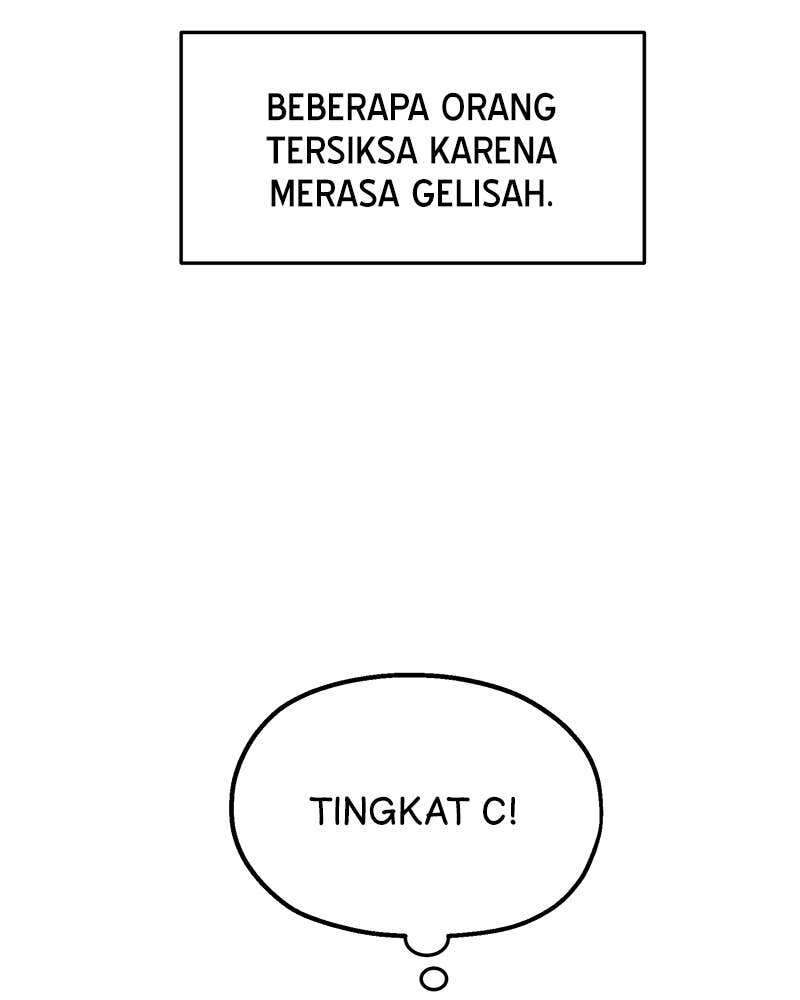 BEBERAPA ORANG
TERSIKSA KARENA
MERASA GELISAH.
TINGKAT C!